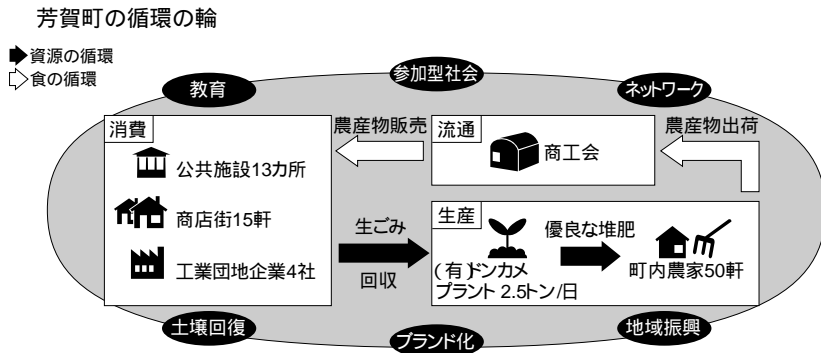 芳賀町の循環の輪
資源の循環
食の循環
教育
参加型社会
ネットワーク
消費
公共施設13カ所
商店街15軒
工業団地企業4社
農産物販売
流通
商工会
農産物出荷
生ごみ
回収
生産
(有)ドンカメ
プラント 2.5トン/日
優良な堆肥
町内農家50軒
土壌回復
ブランド化
地域振興